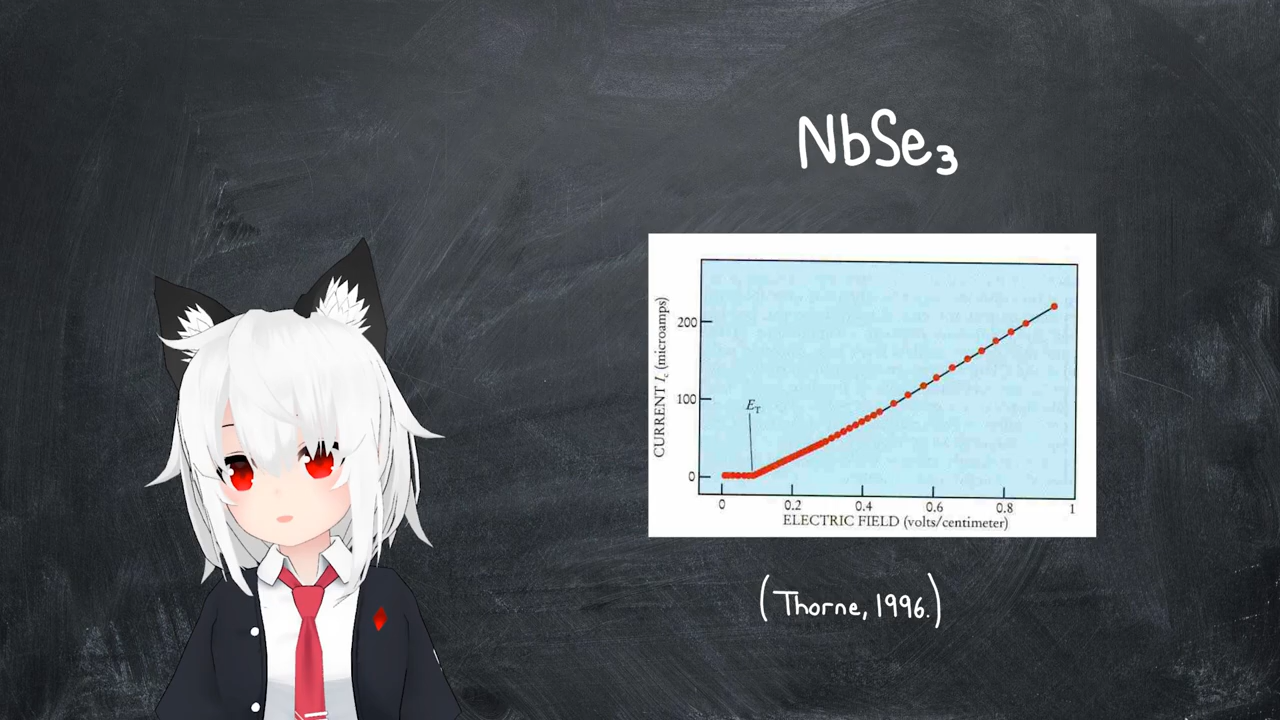 NbSe₃
CURRENT I꜀ (microamps)
200
100
0
E_T
0 0.2 0.4 0.6 0.8 1
ELECTRIC FIELD (volts/centimeter)
(Thorne, 1996.)